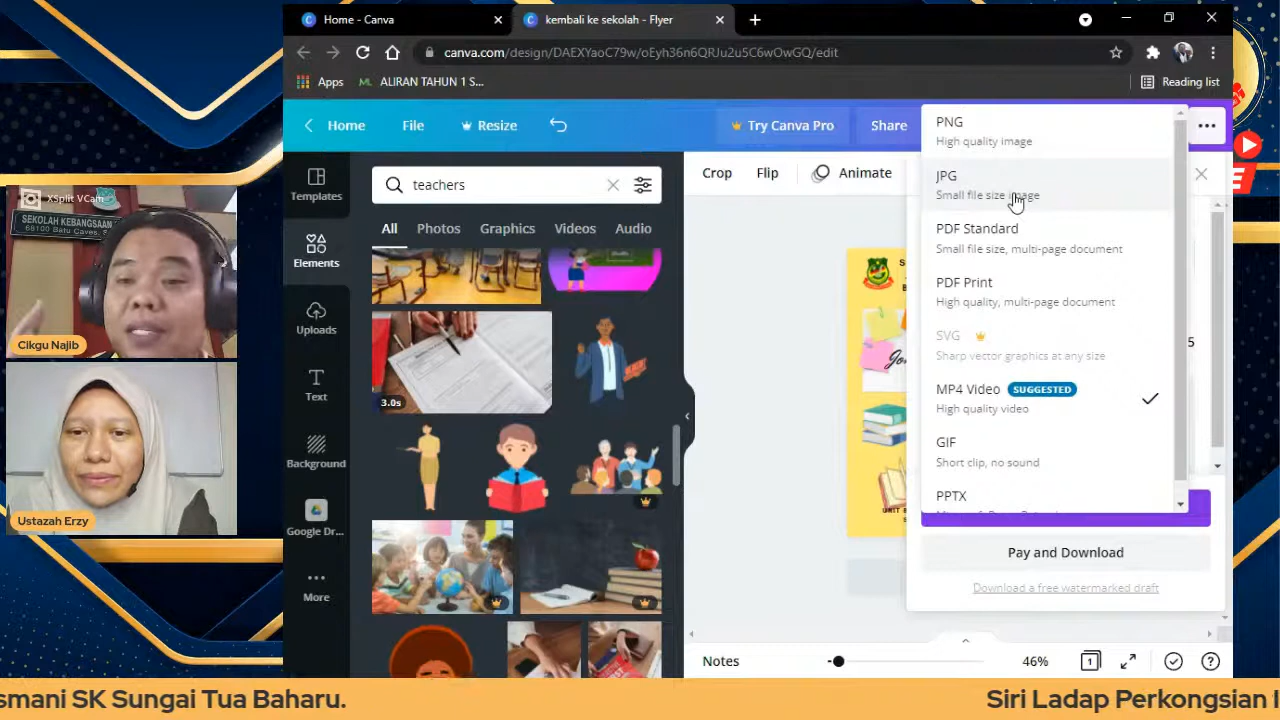 Home - Canva
kembali ke sekolah - Flyer
canva.com/design/DAEXYaoC79w/oEyh36n6QRJu2u5C6wOwGQ/edit
Apps
ALIRAN TAHUN 1 S...
Reading list
Home
File
Resize
Try Canva Pro
Share
Templates
Elements
Uploads
Text
Background
Google Dr...
More
teachers
All
Photos
Graphics
Videos
Audio
3.0s
Crop
Flip
Animate
PNG
High quality image
JPG
Small file size image
PDF Standard
Small file size, multi-page document
PDF Print
High quality, multi-page document
SVG
Sharp vector graphics at any size
MP4 Video SUGGESTED
High quality video
GIF
Short clip, no sound
PPTX
5
Pay and Download
Download a free watermarked draft
Notes
46%
1
XSplit VCam
SEKOLAH KEBANGSAAN
68100 Batu Caves, S
Cikgu Najib
Ustazah Erzy
smani SK Sungai Tua Baharu.
Siri Ladap Perkongsian